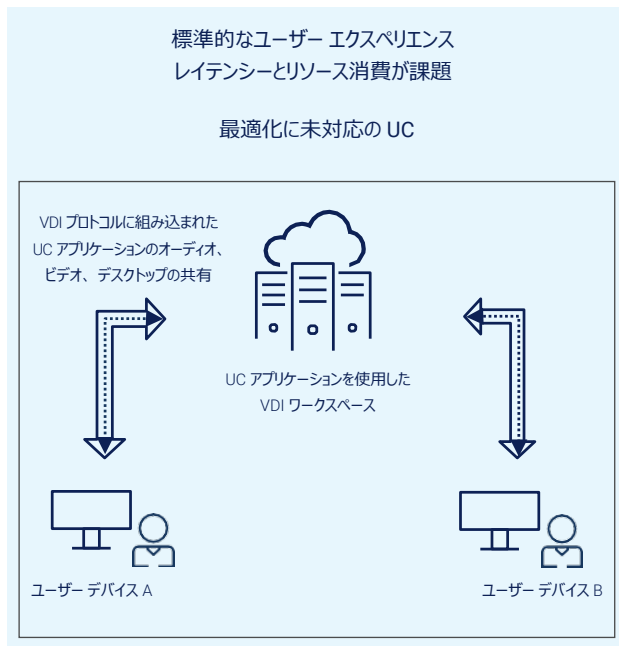 標準的なユーザー エクスペリエンス
レイテンシーとリソース消費が課題
最適化に未対応の UC
VDI プロトコルに組み込まれた
UC アプリケーションのオーディオ、
ビデオ、デスクトップの共有
UC アプリケーションを使用した
VDI ワークスペース
ユーザー デバイス A
ユーザー デバイス B